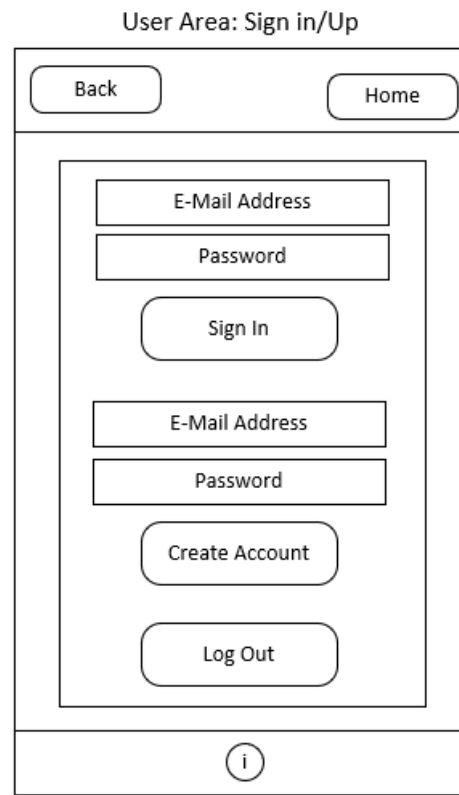 User Area: Sign in/Up
Back
Home
E-Mail Address
Password
Sign In
E-Mail Address
Password
Create Account
Log Out
i